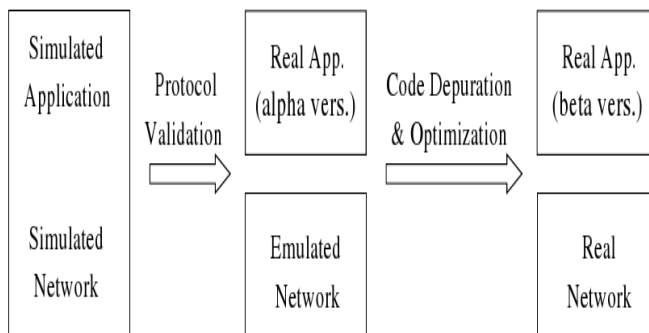 Simulated
Application
Simulated
Network
Protocol
Validation
Real App.
(alpha vers.)
Emulated
Network
Code Depuration
& Optimization
Real App.
(beta vers.)
Real
Network